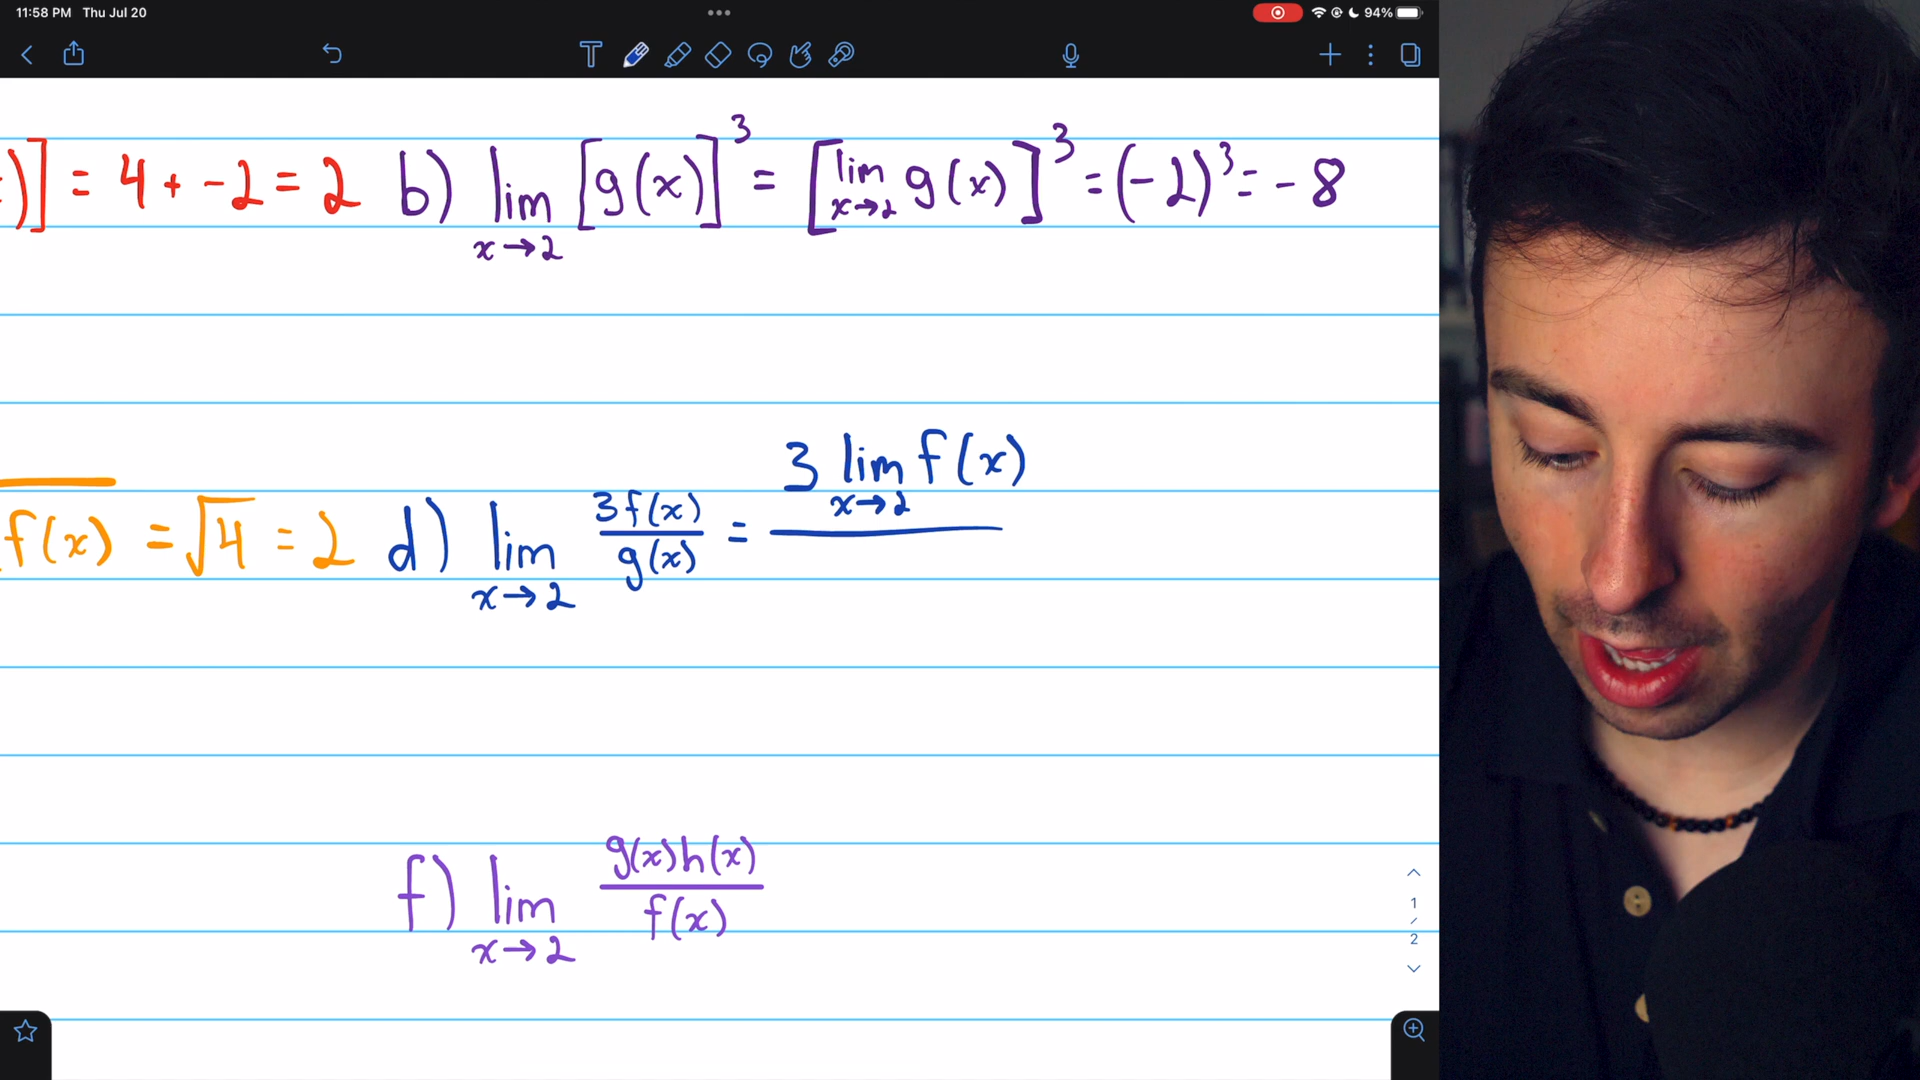 11:58 PM Thu Jul 20
94%
)] = 4 + -2 = 2 b) lim x→2 [g(x)]³ = [lim x→2 g(x)]³ = (-2)³ = -8
f(x) = √4 = 2 d) lim x→2 3f(x)/g(x) = 3 lim x→2 f(x)
f) lim x→2 g(x)h(x)/f(x)
1
/
2